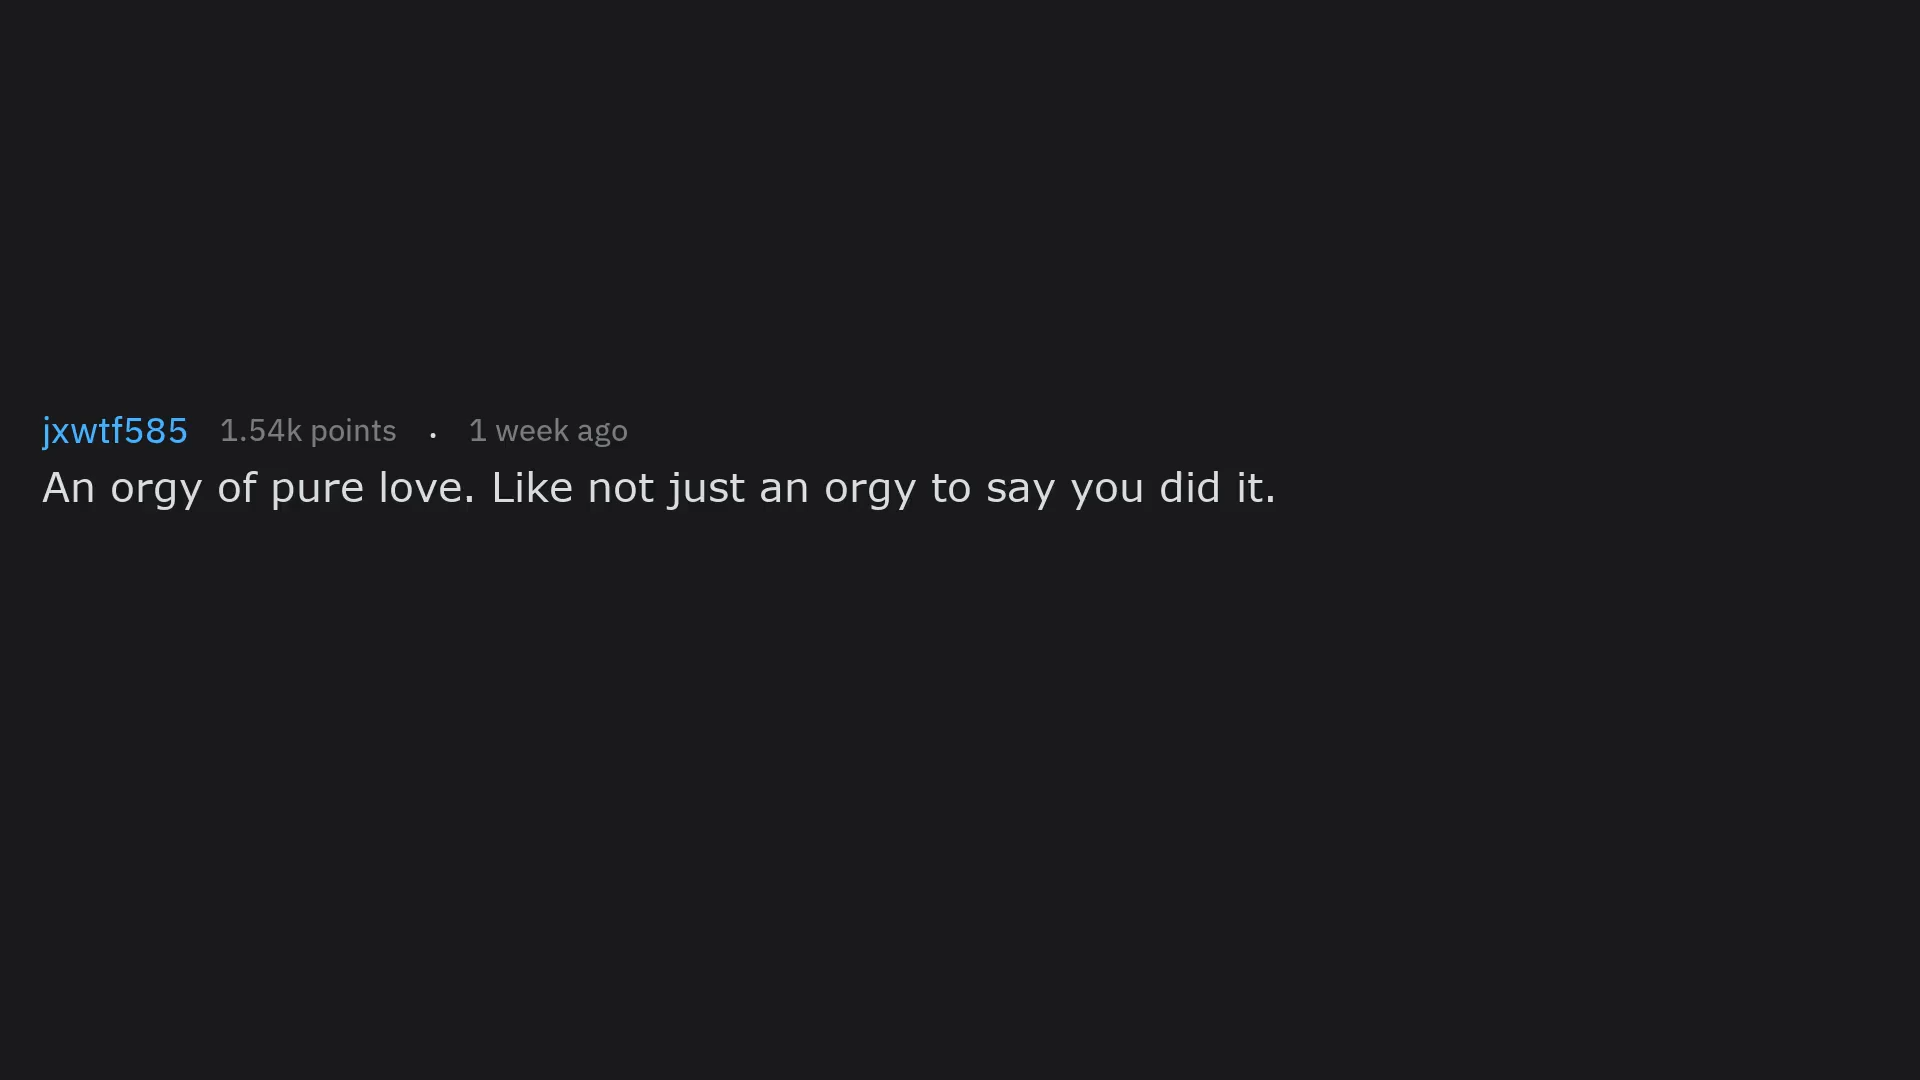 jxwtf585 1.54k points . 1 week ago
An orgy of pure love. Like not just an orgy to say you did it.